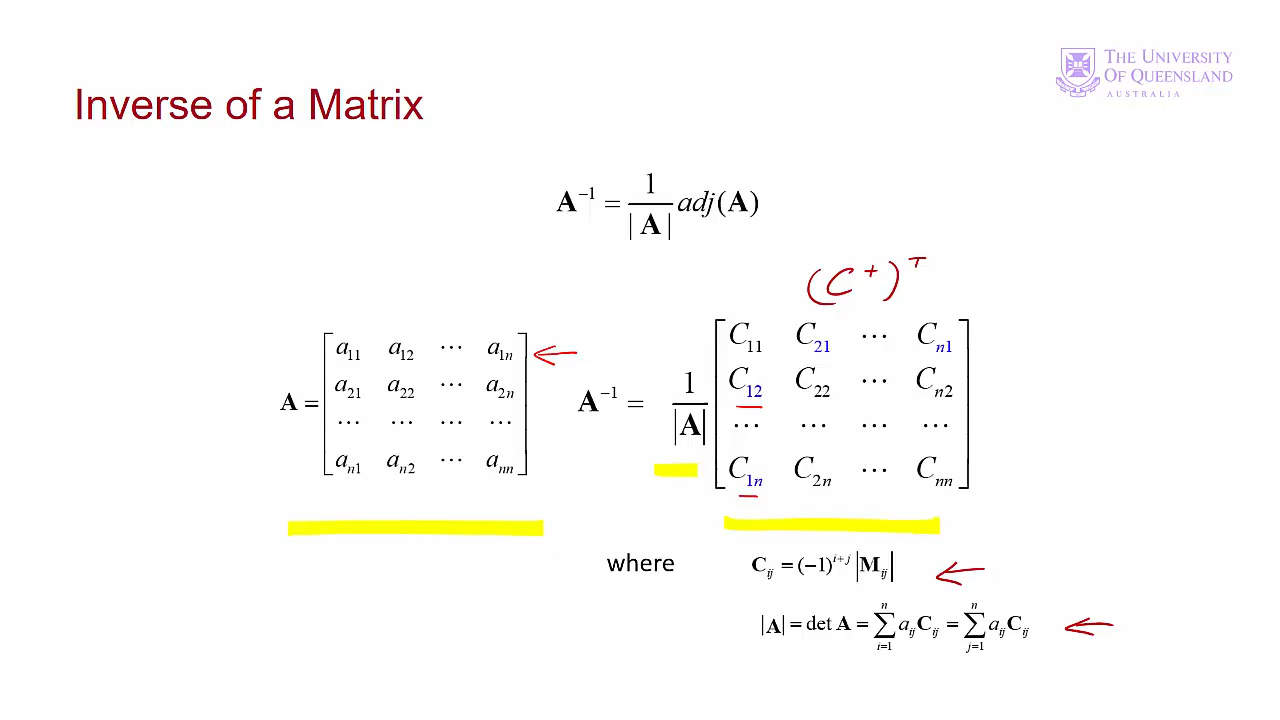 THE UNIVERSITY
OF QUEENSLAND
AUSTRALIA
Inverse of a Matrix
A⁻¹ = 1/|A| adj(A)
(C⁺)ᵀ
A = [a₁₁ a₁₂ ⋯ a₁ₙ
a₂₁ a₂₂ ⋯ a₂ₙ
⋯ ⋯ ⋯ ⋯
aₙ₁ aₙ₂ ⋯ aₙₙ]
A⁻¹ = 1/|A| [C₁₁ C₂₁ ⋯ Cₙ₁
C₁₂ C₂₂ ⋯ Cₙ₂
⋯ ⋯ ⋯ ⋯
C₁ₙ C₂ₙ ⋯ Cₙₙ]
where Cᵢⱼ = (−1)ⁱ⁺ʲ |Mᵢⱼ|
|A| = det A = ∑ᵢ₌₁ⁿ aᵢⱼCᵢⱼ = ∑ⱼ₌₁ⁿ aᵢⱼCᵢⱼ